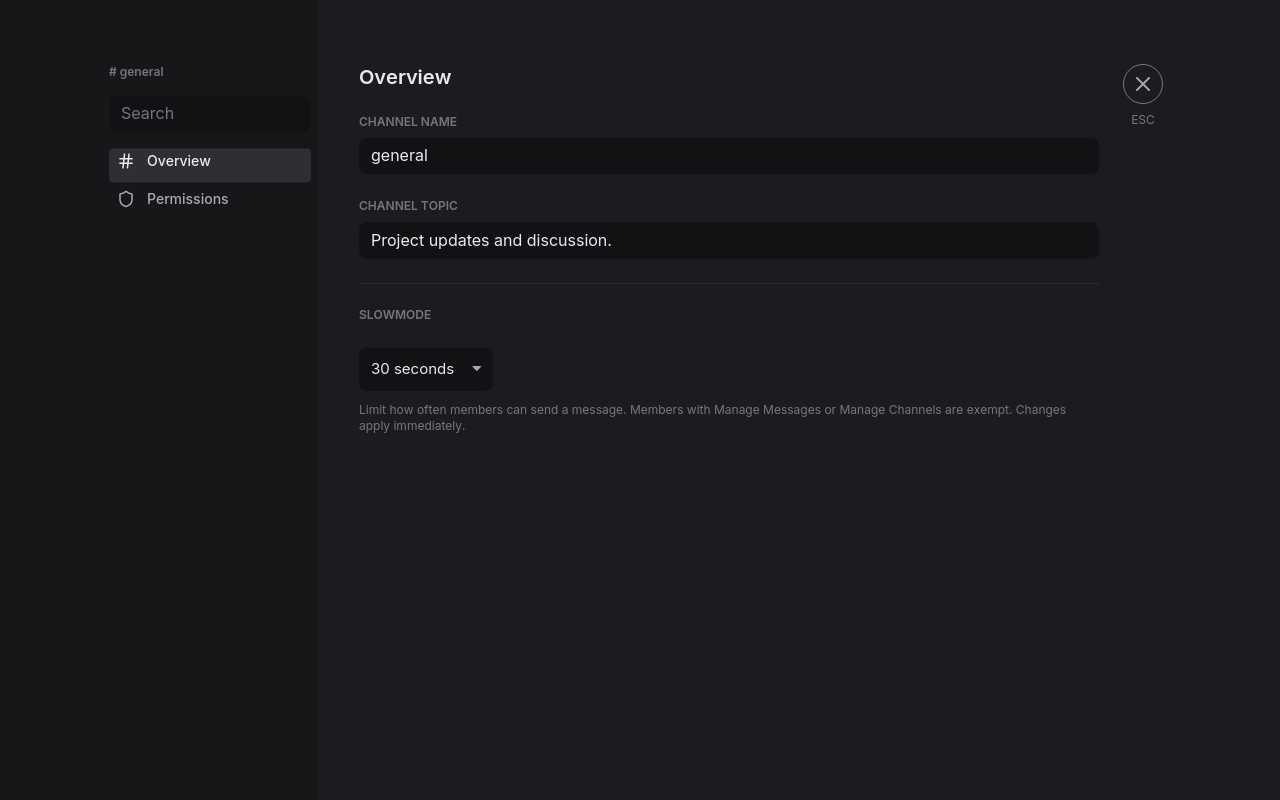 # general
Search
Overview
Permissions
Overview
CHANNEL NAME
general
CHANNEL TOPIC
Project updates and discussion.
SLOWMODE
30 seconds
Limit how often members can send a message. Members with Manage Messages or Manage Channels are exempt. Changes
apply immediately.
ESC